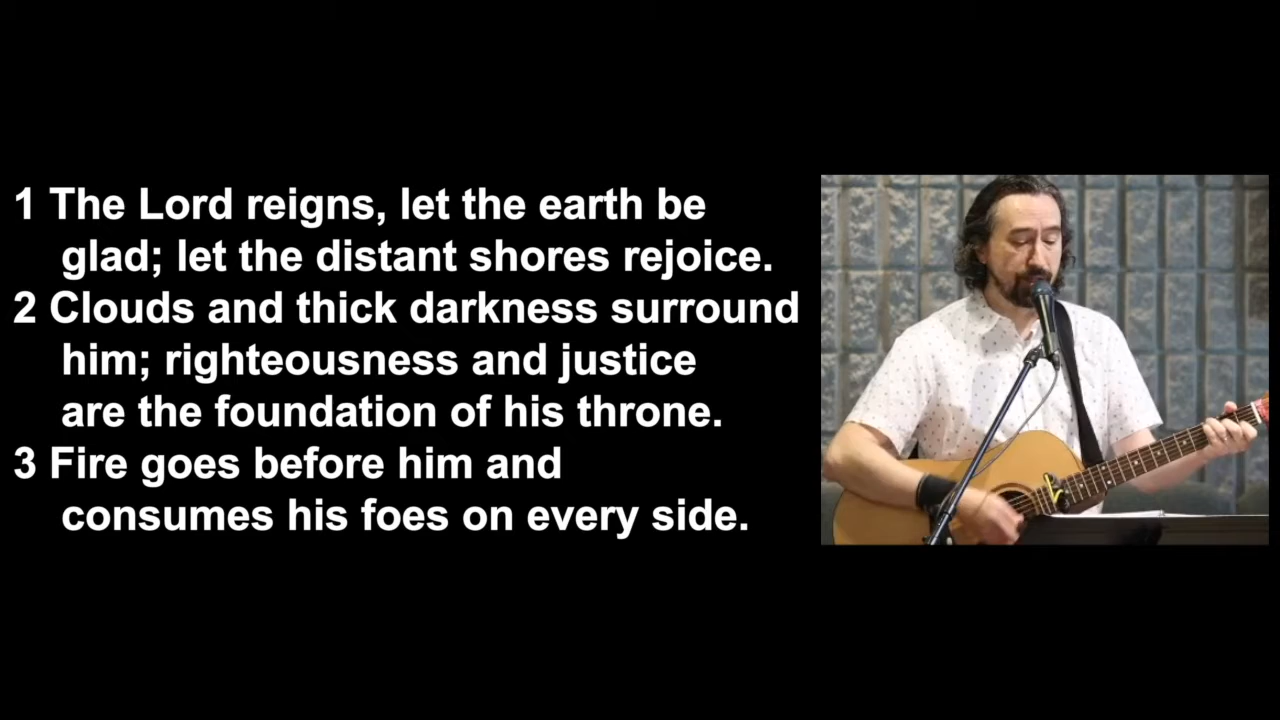 1 The Lord reigns, let the earth be
glad; let the distant shores rejoice.
2 Clouds and thick darkness surround
him; righteousness and justice
are the foundation of his throne.
3 Fire goes before him and
consumes his foes on every side.